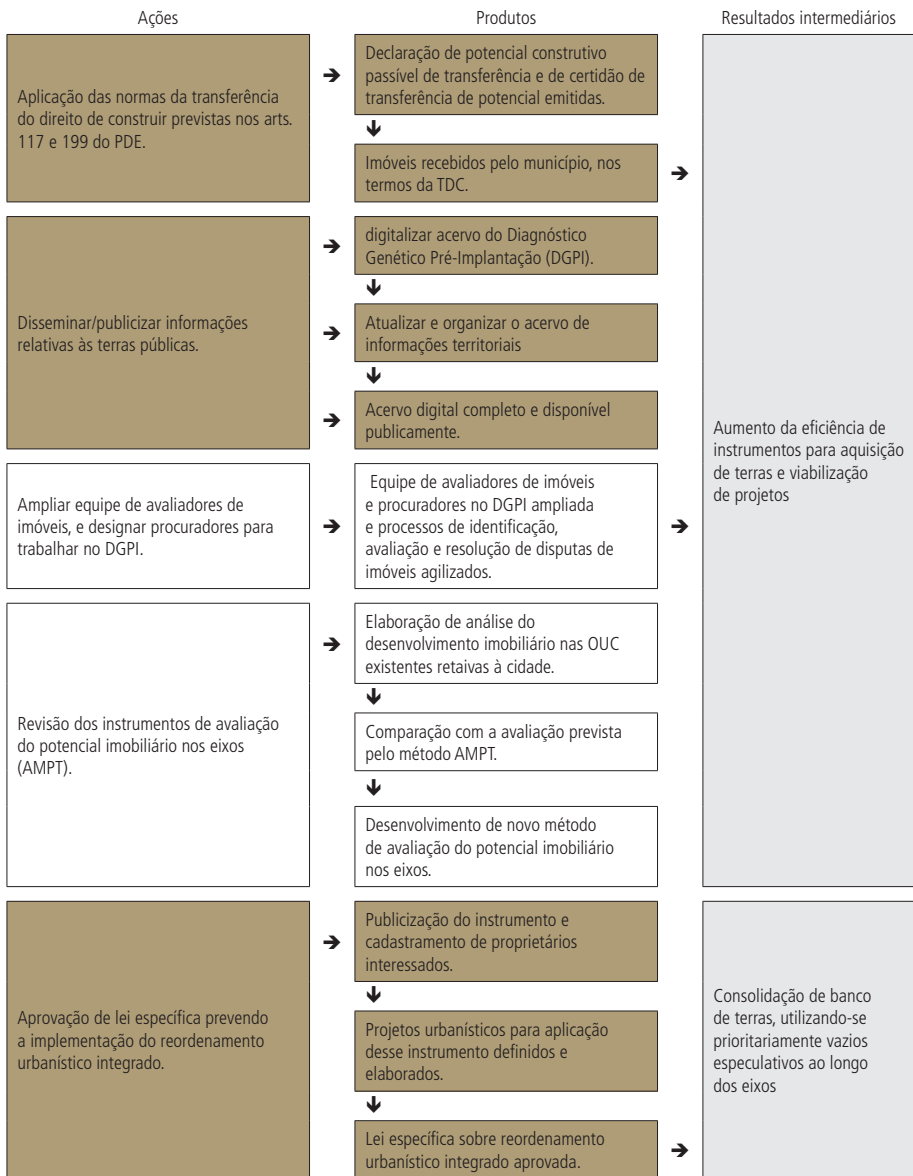 Ações
Produtos
Resultados intermediários
Aplicação das normas da transferência
do direito de construir previstas nos arts.
117 e 199 do PDE.
Declaração de potencial construtivo
passível de transferência e de certidão de
transferência de potencial emitidas.
Imóveis recebidos pelo município, nos
termos da TDC.
Disseminar/publicizar informações
relativas às terras públicas.
digitalizar acervo do Diagnóstico
Genético Pré-Implantação (DGPI).
Atualizar e organizar o acervo de
informações territoriais
Acervo digital completo e disponível
publicamente.
Ampliar equipe de avaliadores de
imóveis, e designar procuradores para
trabalhar no DGPI.
Equipe de avaliadores de imóveis
e procuradores no DGPI ampliada
e processos de identificação,
avaliação e resolução de disputas de
imóveis agilizados.
Revisão dos instrumentos de avaliação
do potencial imobiliário nos eixos
(AMPT).
Elaboração de análise do
desenvolvimento imobiliário nas OUC
existentes retaivas à cidade.
Comparação com a avaliação prevista
pelo método AMPT.
Desenvolvimento de novo método
de avaliação do potencial imobiliário
nos eixos.
Aumento da eficiência de
instrumentos para aquisição
de terras e viabilização
de projetos
Aprovação de lei específica prevendo
a implementação do reordenamento
urbanístico integrado.
Publicização do instrumento e
cadastramento de proprietários
interessados.
Projetos urbanísticos para aplicação
desse instrumento definidos e
elaborados.
Lei específica sobre reordenamento
urbanístico integrado aprovada.
Consolidação de banco
de terras, utilizando-se
prioritariamente vazios
especulativos ao longo
dos eixos